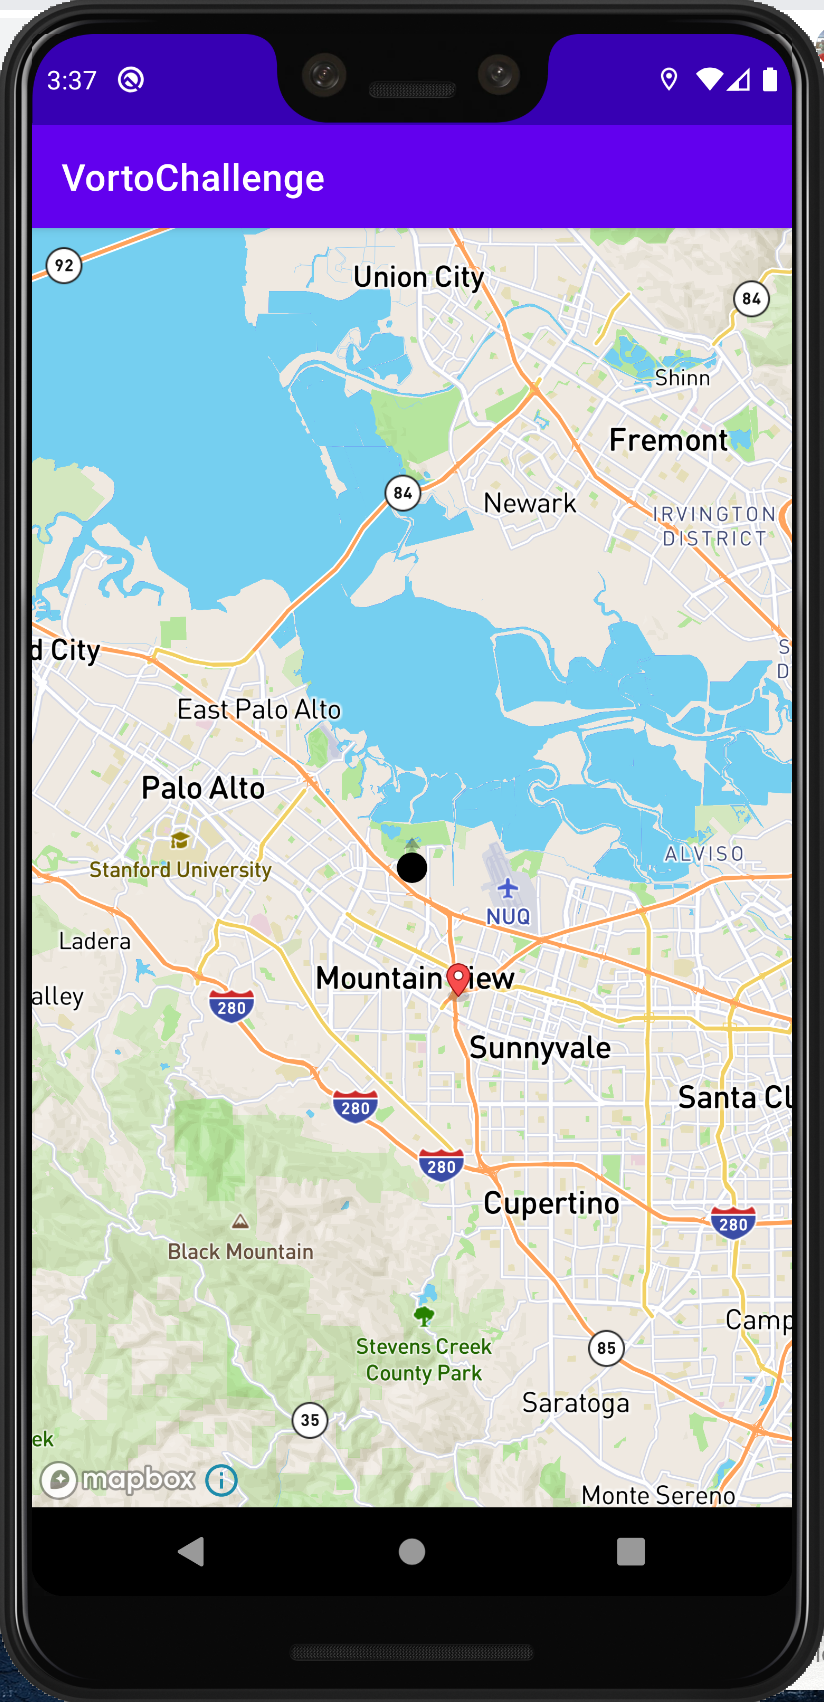 3:37
VortoChallenge
92
Union City
84
Shinn
Fremont
84
Newark
IRVINGTON
DISTRICT
d City
S
D
East Palo Alto
Palo Alto
Stanford University
ALVISO
NUQ
Ladera
Mountain iew
alley
280
Sunnyvale
Santa Cl
280
280
Cupertino
280
Black Mountain
Camp
Stevens Creek
County Park
85
Saratoga
35
ek
mapbox
Monte Sereno